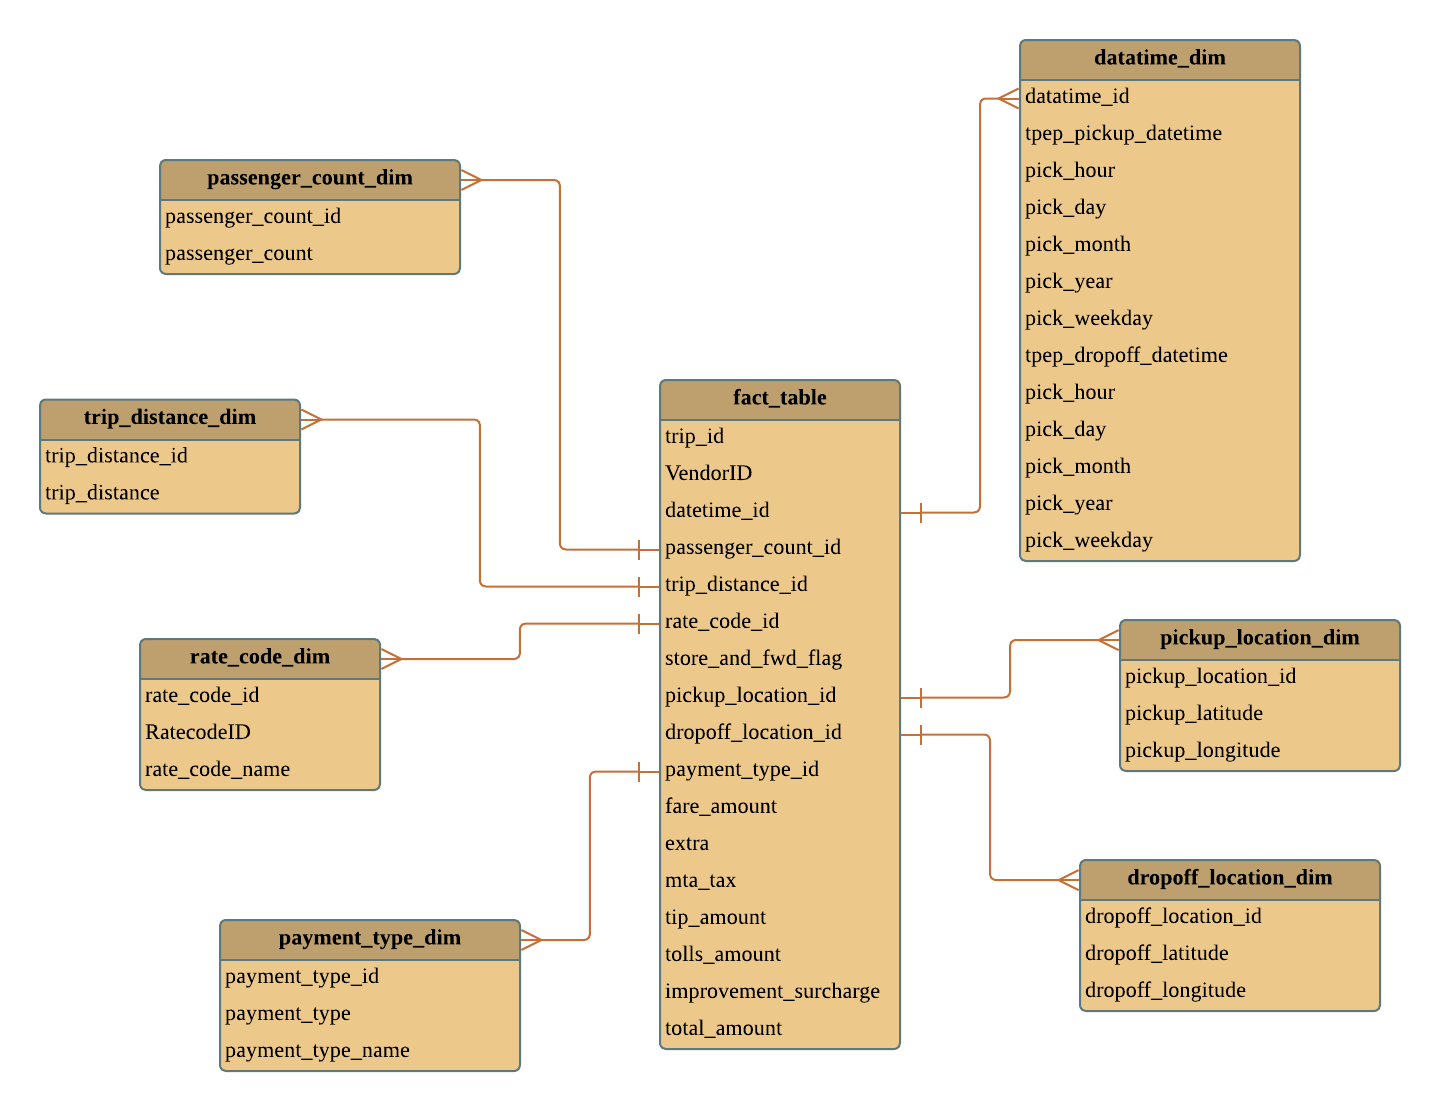 datatime_dim
datatime_id
tpep_pickup_datetime
pick_hour
pick_day
pick_month
pick_year
pick_weekday
tpep_dropoff_datetime
pick_hour
pick_day
pick_month
pick_year
pick_weekday
passenger_count_dim
passenger_count_id
passenger_count
trip_distance_dim
trip_distance_id
trip_distance
fact_table
trip_id
VendorID
datetime_id
passenger_count_id
trip_distance_id
rate_code_id
store_and_fwd_flag
pickup_location_id
dropoff_location_id
payment_type_id
fare_amount
extra
mta_tax
tip_amount
tolls_amount
improvement_surcharge
total_amount
rate_code_dim
rate_code_id
RatecodeID
rate_code_name
pickup_location_dim
pickup_location_id
pickup_latitude
pickup_longitude
dropoff_location_dim
dropoff_location_id
dropoff_latitude
dropoff_longitude
payment_type_dim
payment_type_id
payment_type
payment_type_name